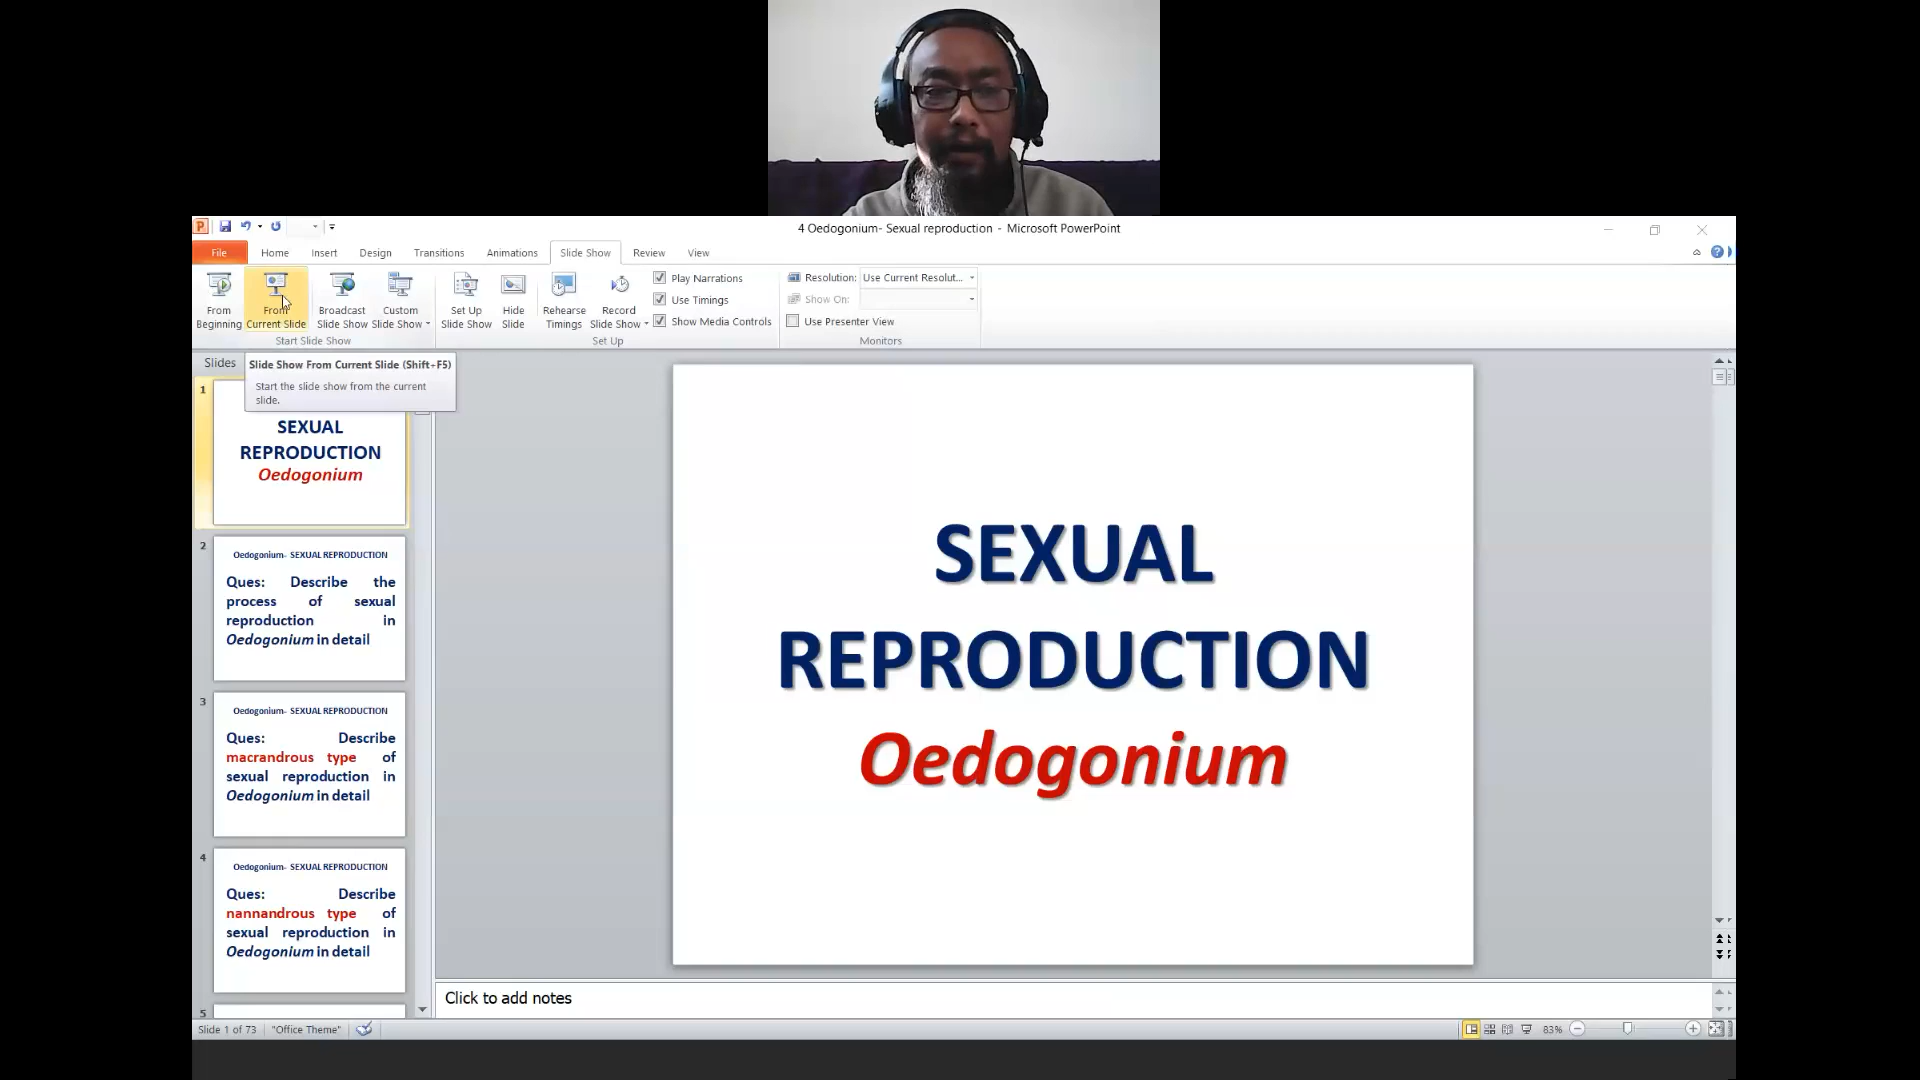 4 Oedogonium- Sexual reproduction - Microsoft PowerPoint
File Home Insert Design Transitions Animations Slide Show Review View
From Beginning
From Current Slide
Broadcast Slide Show
Custom Slide Show
Start Slide Show
Set Up Slide Show
Hide Slide
Rehearse Timings
Record Slide Show
Play Narrations
Use Timings
Show Media Controls
Set Up
Resolution: Use Current Resolut...
Show On:
Use Presenter View
Monitors
Slides
Slide Show From Current Slide (Shift+F5)
Start the slide show from the current
slide.
1
SEXUAL
REPRODUCTION
Oedogonium
2
Oedogonium- SEXUAL REPRODUCTION
Ques: Describe the
process of sexual
reproduction in
Oedogonium in detail
3
Oedogonium- SEXUAL REPRODUCTION
Ques: Describe
macrandrous type of
sexual reproduction in
Oedogonium in detail
4
Oedogonium- SEXUAL REPRODUCTION
Ques: Describe
nannandrous type of
sexual reproduction in
Oedogonium in detail
5
SEXUAL
REPRODUCTION
Oedogonium
Click to add notes
Slide 1 of 73 "Office Theme" 83%